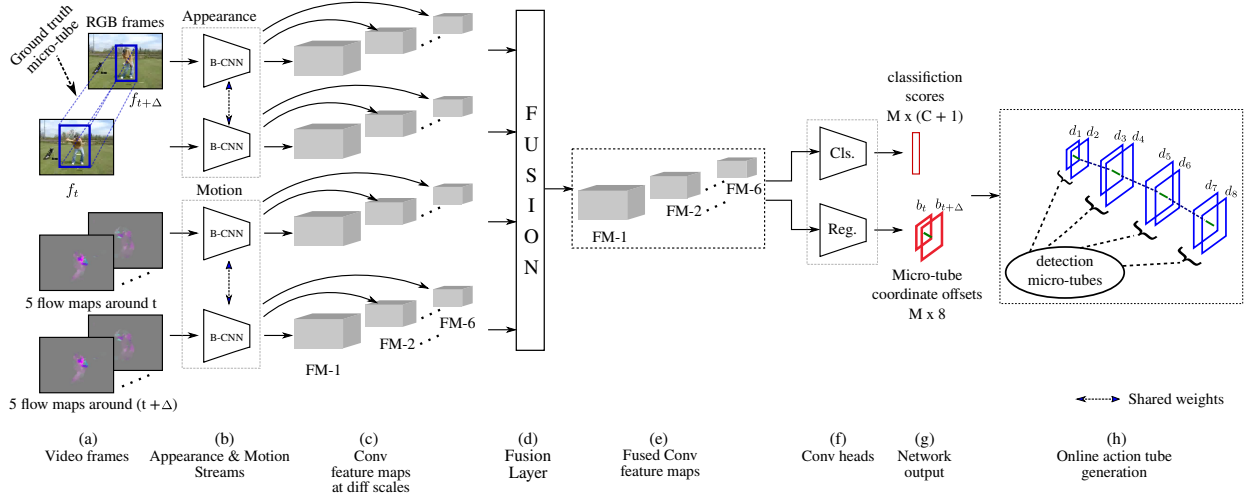 Appearance
RGB frames
Ground truth
micro-tube
f_{t+Δ}
f_t
B-CNN
B-CNN
Motion
B-CNN
B-CNN
5 flow maps around t
5 flow maps around (t + Δ)
FM-1
FM-2
FM-6
FUSION
FM-1
FM-2
FM-6
Cls.
Reg.
classifiction
scores
M x (C + 1)
b_t
b_{t+Δ}
Micro-tube
coordinate offsets
M x 8
d_1 d_2
d_3 d_4
d_5 d_6
d_7 d_8
detection
micro-tubes
Shared weights
(a)
Video frames
(b)
Appearance & Motion
Streams
(c)
Conv
feature maps
at diff scales
(d)
Fusion
Layer
(e)
Fused Conv
feature maps
(f)
Conv heads
(g)
Network
output
(h)
Online action tube
generation